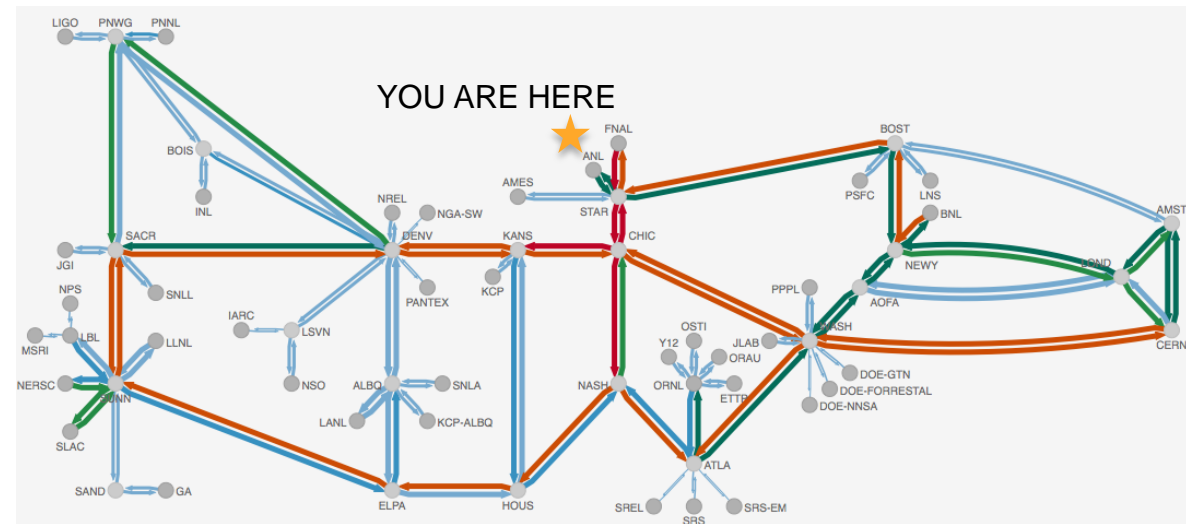 LIGO
PNWG
PNNL
YOU ARE HERE
FNAL
BOST
BOIS
ANL
AMES
PSFC
LNS
INL
NREL
NGA-SW
STAR
BNL
AMST
SACR
DENV
KANS
CHIC
NEWY
LOND
JGI
SNLL
PANTEX
KCP
PPPL
AOFA
NPS
IARC
LSVN
OSTI
JLAB
WASH
CERN
MSRI
LBL
LLNL
Y12
ORAU
NERSC
SUNN
NSO
ALBQ
SNLA
NASH
ORNL
ETTP
DOE-GTN
DOE-FORRESTAL
DOE-NNSA
LANL
KCP-ALBQ
SLAC
ATLA
SAND
GA
ELPA
HOUS
SREL
SRS
SRS-EM